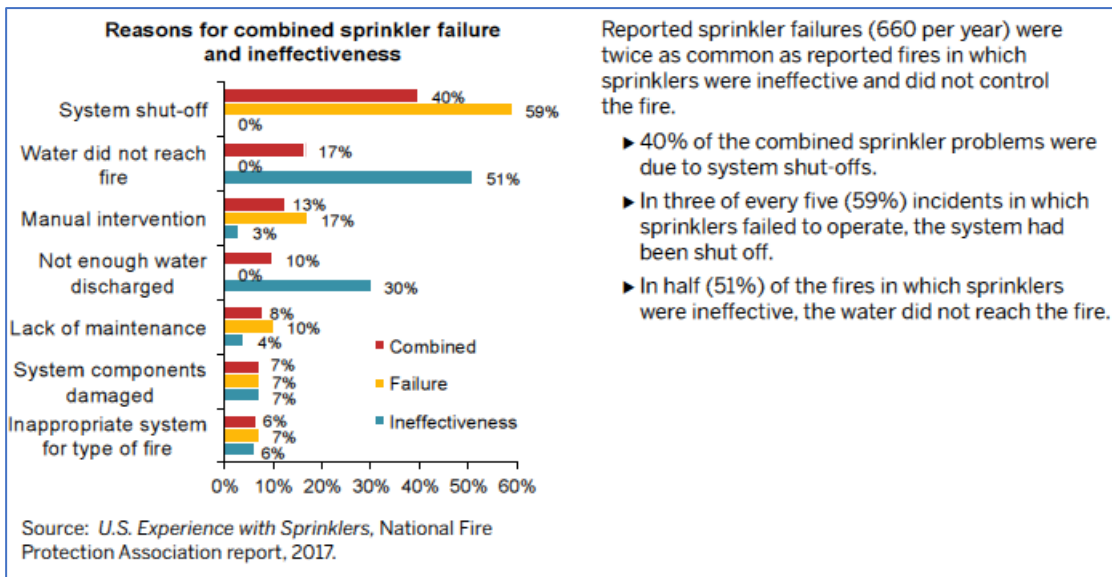 Reasons for combined sprinkler failure
and ineffectiveness
System shut-off
40%
59%
0%
Water did not reach
fire
17%
0%
51%
Manual intervention
13%
17%
3%
Not enough water
discharged
10%
0%
30%
Lack of maintenance
8%
10%
4%
System components
damaged
7%
7%
7%
Inappropriate system
for type of fire
6%
7%
6%
Combined
Failure
Ineffectiveness
0% 10% 20% 30% 40% 50% 60%
Source: U.S. Experience with Sprinklers, National Fire
Protection Association report, 2017.
Reported sprinkler failures (660 per year) were
twice as common as reported fires in which
sprinklers were ineffective and did not control
the fire.
▶ 40% of the combined sprinkler problems were
due to system shut-offs.
▶ In three of every five (59%) incidents in which
sprinklers failed to operate, the system had
been shut off.
▶ In half (51%) of the fires in which sprinklers
were ineffective, the water did not reach the fire.